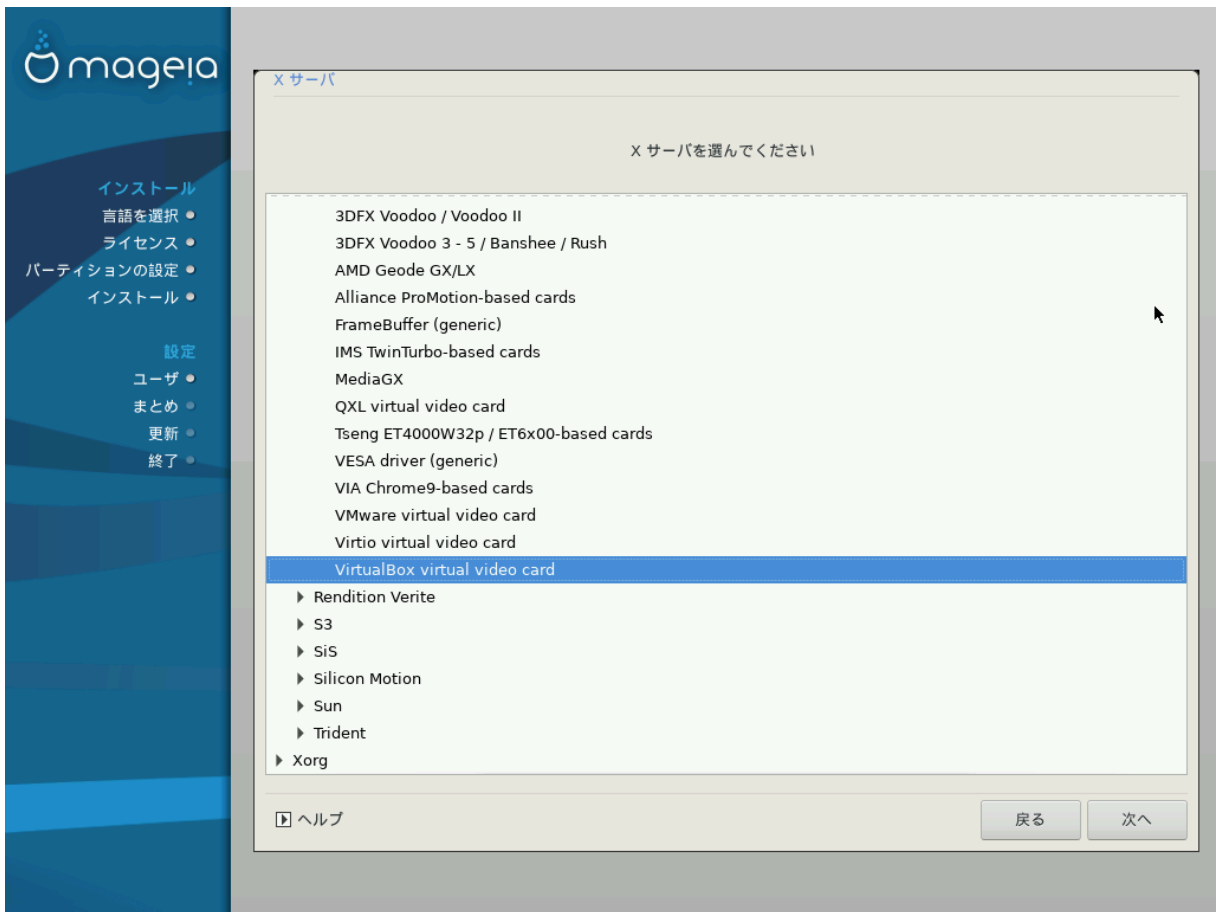 mageia
インストール
言語を選択
ライセンス
パーティションの設定
インストール
設定
ユーザ
まとめ
更新
終了
X サーバ
X サーバを選んでください
3DFX Voodoo / Voodoo II
3DFX Voodoo 3 - 5 / Banshee / Rush
AMD Geode GX/LX
Alliance ProMotion-based cards
FrameBuffer (generic)
IMS TwinTurbo-based cards
MediaGX
QXL virtual video card
Tseng ET4000W32p / ET6x00-based cards
VESA driver (generic)
VIA Chrome9-based cards
VMware virtual video card
Virtio virtual video card
VirtualBox virtual video card
Rendition Verite
S3
SiS
Silicon Motion
Sun
Trident
Xorg
ヘルプ
戻る
次へ